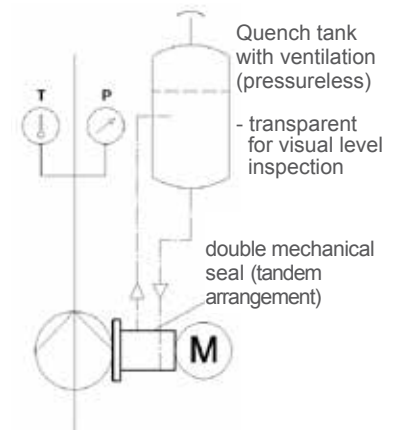 Quench tank
with ventilation
(pressureless)
T
P
- transparent
for visual level
inspection
double mechanical
seal (tandem
arrangement)
M